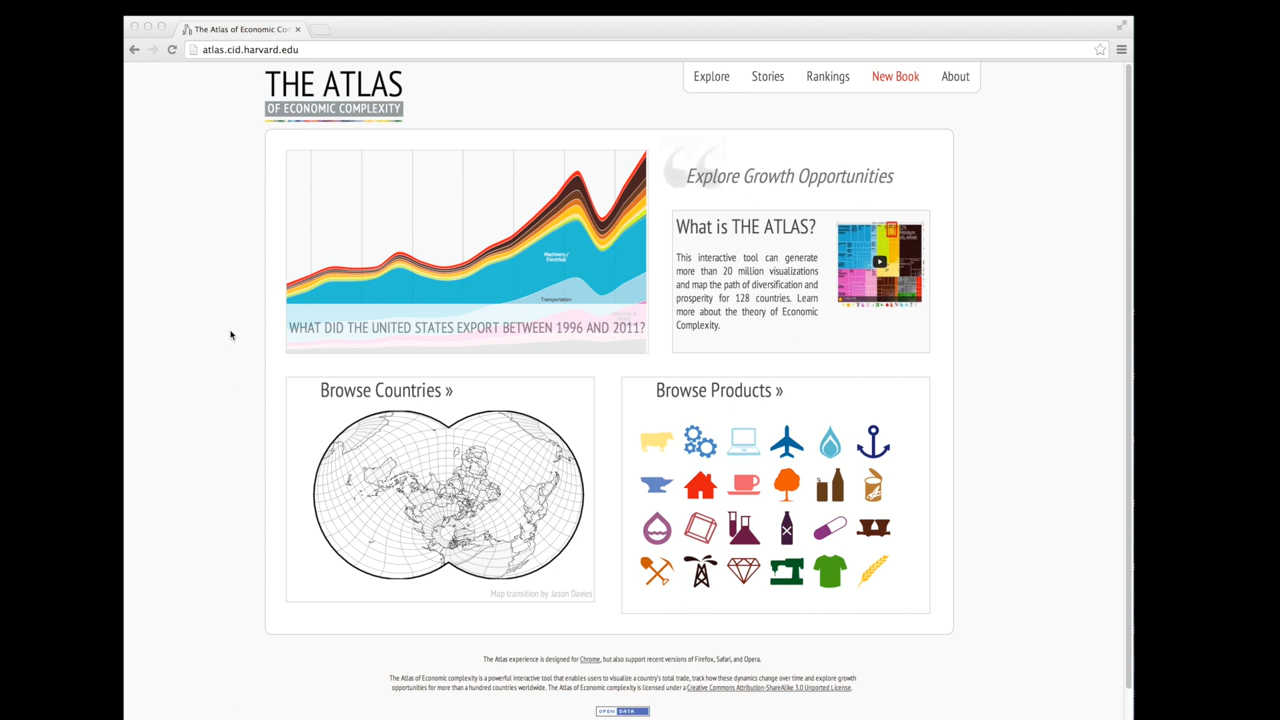 The Atlas of Economic Co
atlas.cid.harvard.edu
THE ATLAS
OF ECONOMIC COMPLEXITY
Explore Stories Rankings New Book About
Machinery /
Electrical
Transportation
WHAT DID THE UNITED STATES EXPORT BETWEEN 1996 AND 2011?
Explore Growth Opportunities
What is THE ATLAS?
This interactive tool can generate
more than 20 million visualizations
and map the path of diversification and
prosperity for 128 countries. Learn
more about the theory of Economic
Complexity.
Browse Countries »
Map transition by Jason Davies
Browse Products »
The Atlas experience is designed for Chrome, but also support recent versions of Firefox, Safari, and Opera.
The Atlas of Economic complexity is a powerful interactive tool that enables users to visualize a country's total trade, track how these dynamics change over time and explore growth
opportunities for more than a hundred countries worldwide. The Atlas of Economic complexity is licensed under a Creative Commons Attribution-ShareAlike 3.0 Unported License.
OPEN DATA